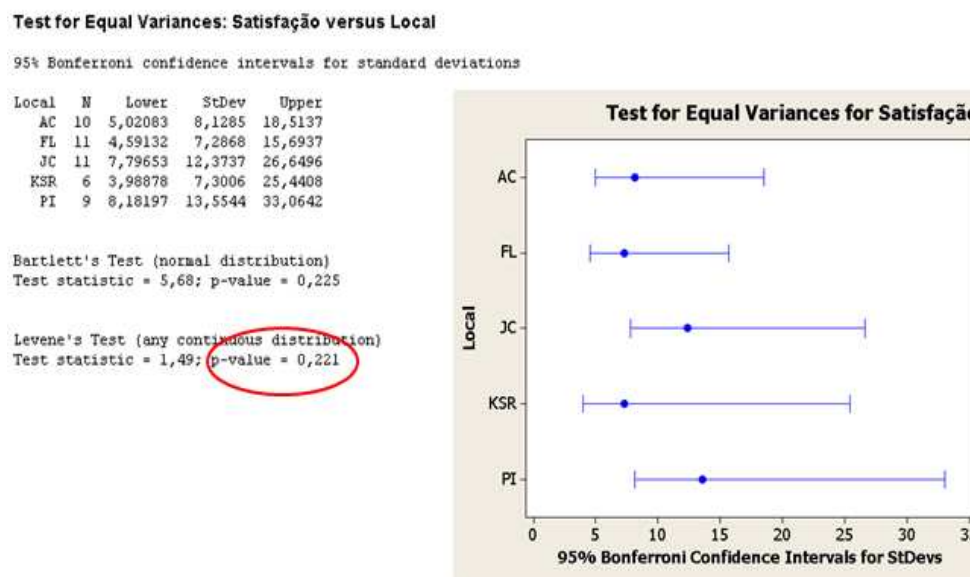 Test for Equal Variances: Satisfação versus Local
95% Bonferroni confidence intervals for standard deviations
Local N Lower StDev Upper
AC 10 5,02083 8,1285 18,5137
FL 11 4,59132 7,2868 15,6937
JC 11 7,79653 12,3737 26,6496
KSR 6 3,98878 7,3006 25,4408
PI 9 8,18197 13,5544 33,0642
Bartlett's Test (normal distribution)
Test statistic = 5,68; p-value = 0,225
Levene's Test (any continuous distribution)
Test statistic = 1,49; p-value = 0,221
Test for Equal Variances for Satisfação
Local
AC
FL
JC
KSR
PI
0 5 10 15 20 25 30
95% Bonferroni Confidence Intervals for StDevs